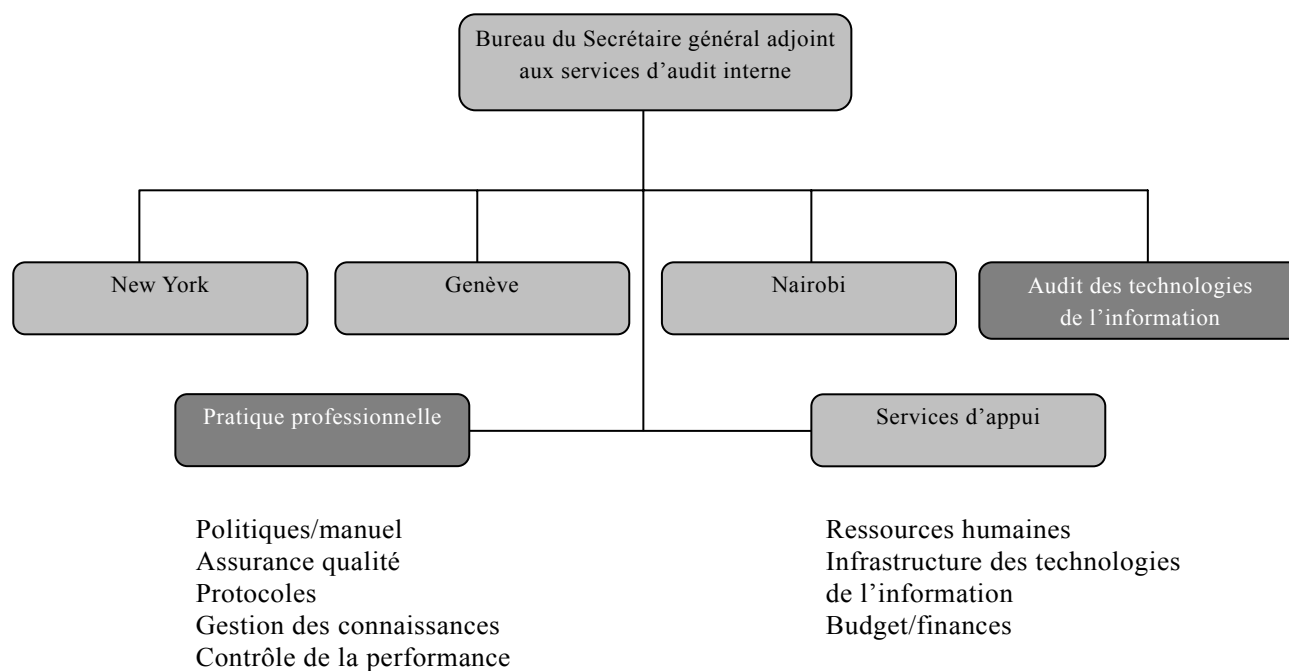 Bureau du Secrétaire général adjoint
aux services d’audit interne
New York
Genève
Nairobi
Audit des technologies
de l’information
Pratique professionnelle
Services d’appui
Politiques/manuel
Assurance qualité
Protocoles
Gestion des connaissances
Contrôle de la performance
Ressources humaines
Infrastructure des technologies
de l’information
Budget/finances